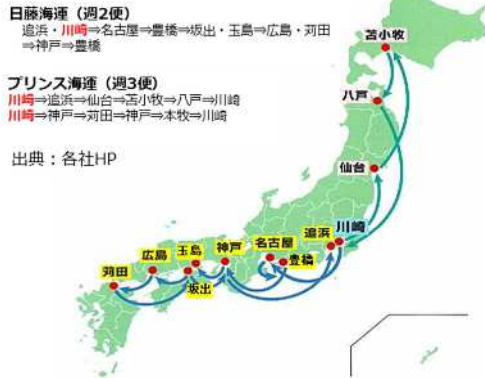 日藤海運（週2便）
追浜・川崎⇒名古屋⇒豊橋⇒坂出・玉島⇒広島・苅田
⇒神戸⇒豊橋
プリンス海運（週3便）
川崎⇒追浜⇒仙台⇒苫小牧⇒八戸⇒川崎
川崎⇒神戸⇒苅田⇒神戸⇒本牧⇒川崎
出典：各社HP
苫小牧
八戸
仙台
川崎
追浜
名古屋
豊橋
神戸
玉島
広島
苅田
坂出